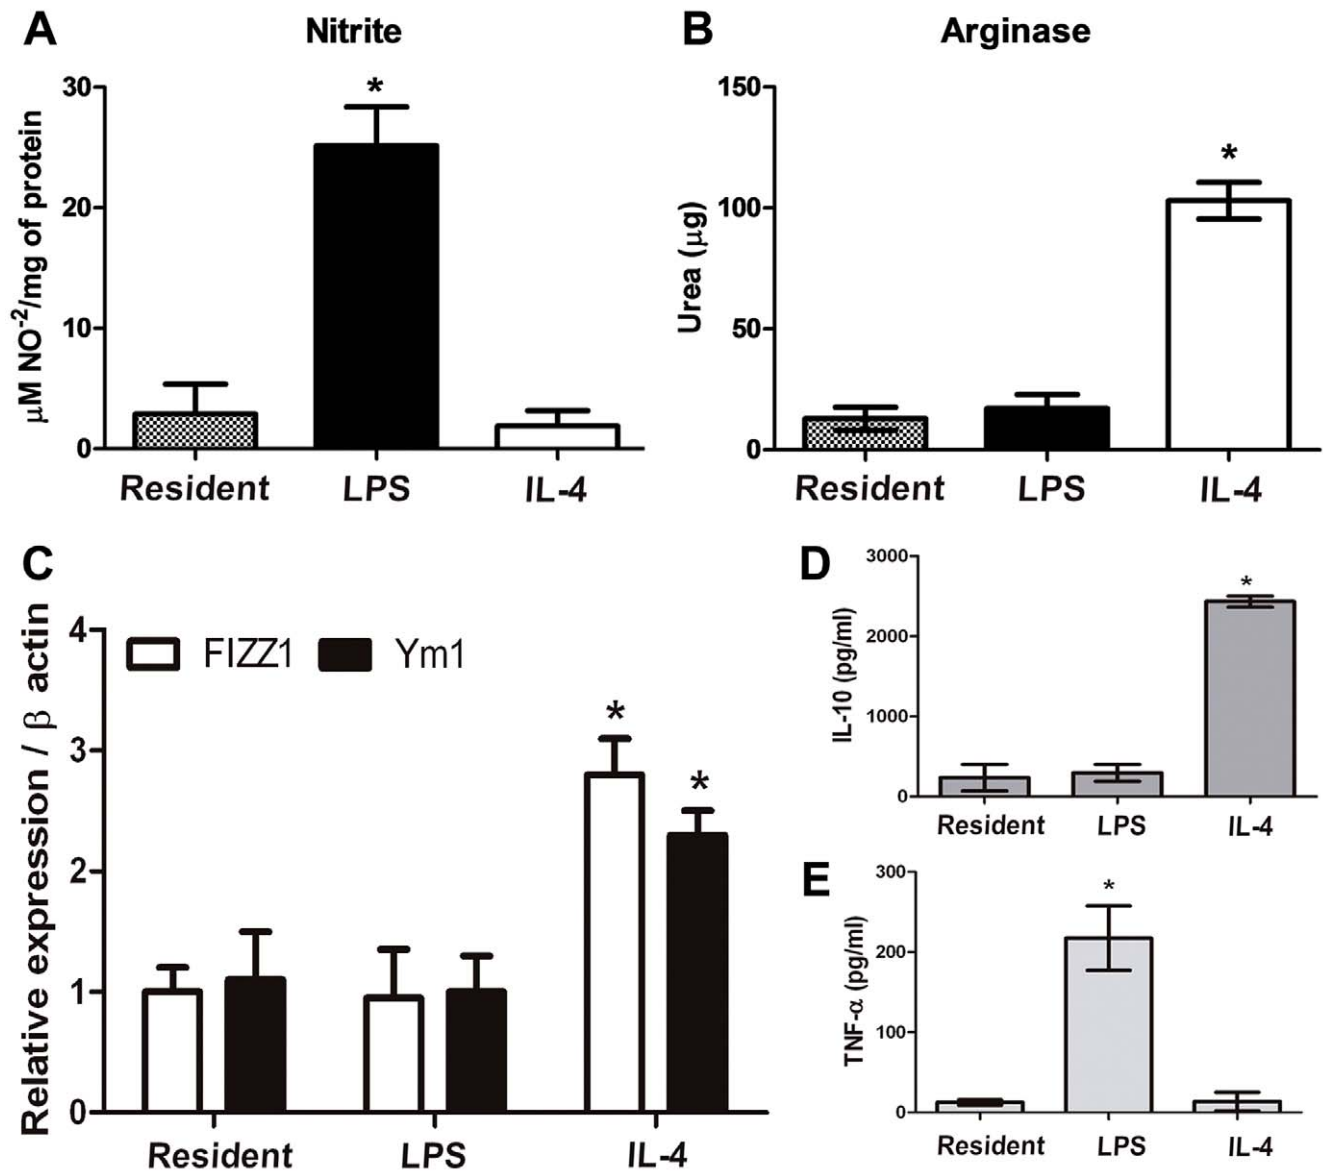 A
Nitrite
μM NO-2/mg of protein
30
20
10
0
*
Resident LPS IL-4
B
Arginase
Urea (μg)
150
100
50
0
*
Resident LPS IL-4
C
Relative expression / β actin
4
3
2
1
0
FIZZ1 Ym1
*
*
Resident LPS IL-4
D
IL-10 (pg/ml)
3000
2000
1000
0
*
Resident LPS IL-4
E
TNF-α (pg/ml)
300
200
100
0
*
Resident LPS IL-4